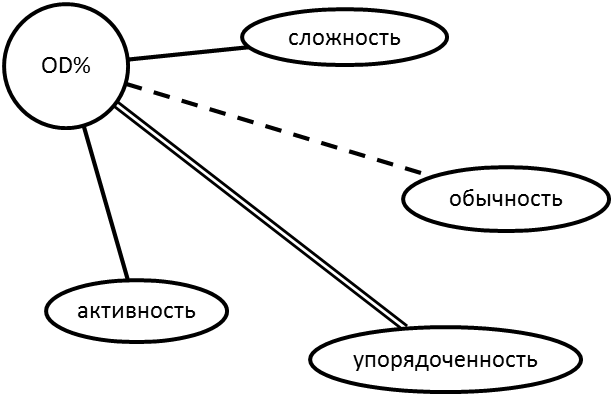 OD%
сложность
обычность
активность
упорядоченность